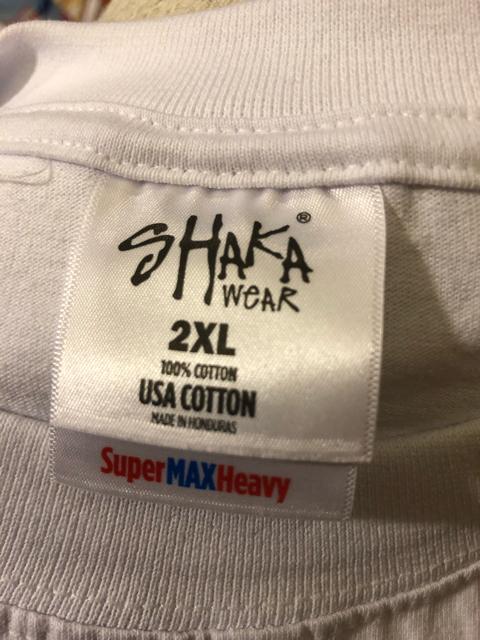 SHAKA®
WEAR
2XL
100% COTTON
USA COTTON
MADE IN HONDURAS
SuperMAXHeavy